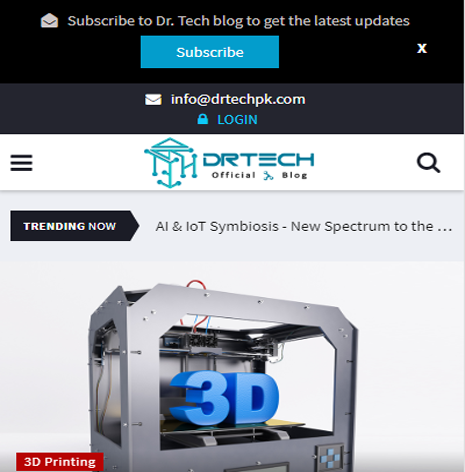 Subscribe to Dr. Tech blog to get the latest updates
Subscribe
x
info@drtechpk.com
LOGIN
DRTECH
Official Blog
TRENDING NOW
AI & IoT Symbiosis - New Spectrum to the ...
3D
3D Printing